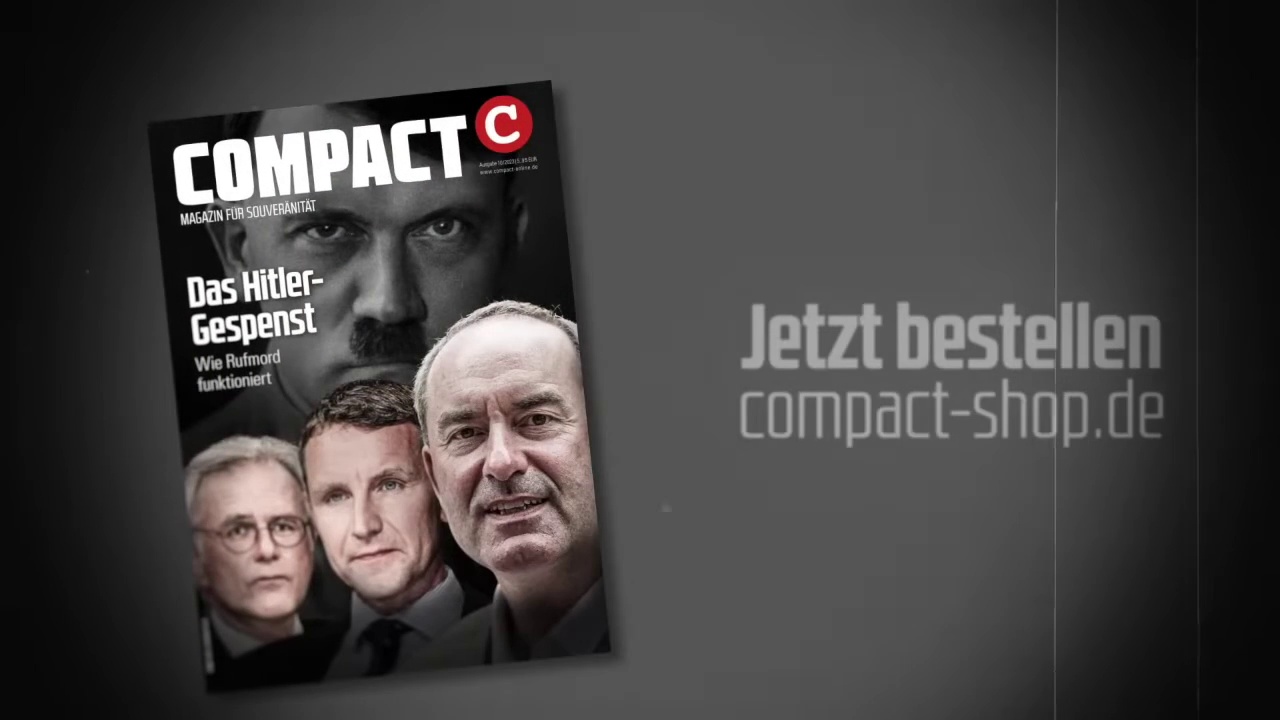 COMPACT
C
Ausgabe 10/2023 | 5,95 EUR
www.compact-online.de
MAGAZIN FÜR SOUVERÄNITÄT
Das Hitler-
Gespenst
Wie Rufmord
funktioniert
Jetzt bestellen
compact-shop.de